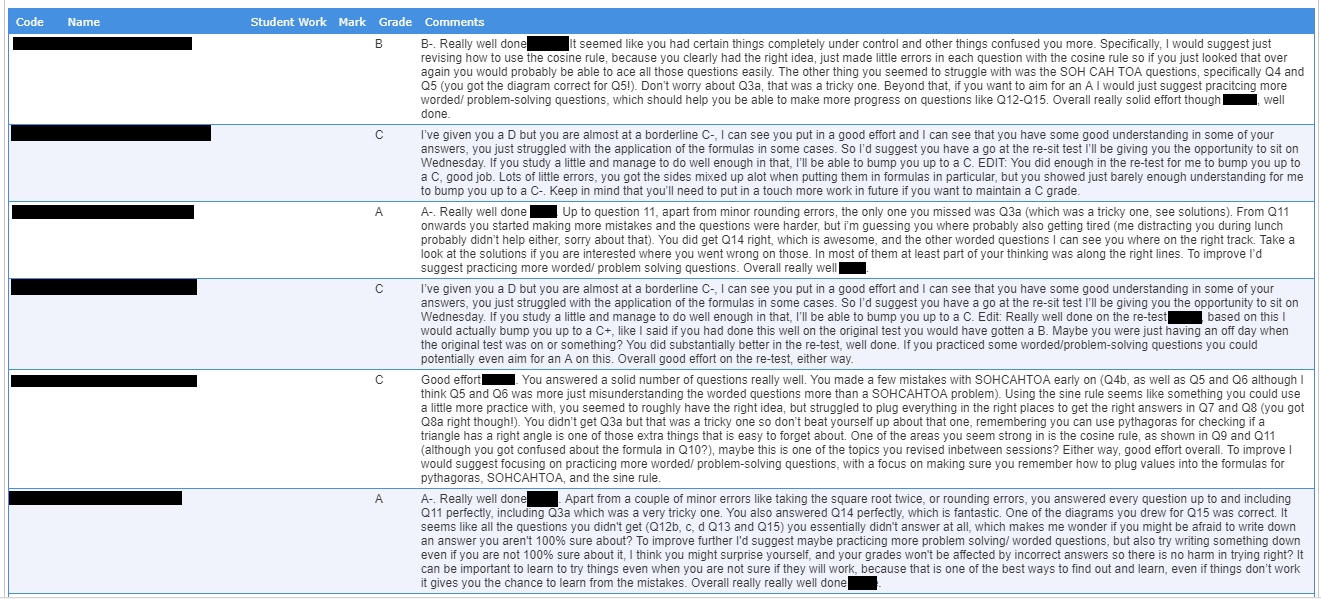 Code Name Student Work Mark Grade Comments
B B-. Really well done It seemed like you had certain things completely under control and other things confused you more. Specifically, I would suggest just
revising how to use the cosine rule, because you clearly had the right idea, just made little errors in each question with the cosine rule so if you just looked that over
again you would probably be able to ace all those questions easily. The other thing you seemed to struggle with was the SOH CAH TOA questions, specifically Q4 and
Q5 (you got the diagram correct for Q5!). Don't worry about Q3a, that was a tricky one. Beyond that, if you want to aim for an A I would just suggest pracitcing more
worded/ problem-solving questions, which should help you be able to make more progress on questions like Q12-Q15. Overall really solid effort though , well
done.
C I've given you a D but you are almost at a borderline C-, I can see you put in a good effort and I can see that you have some good understanding in some of your
answers, you just struggled with the application of the formulas in some cases. So I'd suggest you have a go at the re-sit test I'll be giving you the opportunity to sit on
Wednesday. If you study a little and manage to do well enough in that, I'll be able to bump you up to a C. EDIT: You did enough in the re-test for me to bump you up to
a C, good job. Lots of little errors, you got the sides mixed up alot when putting them in formulas in particular, but you showed just barely enough understanding for me
to bump you up to a C-. Keep in mind that you'll need to put in a touch more work in future if you want to maintain a C grade.
A A-. Really well done . Up to question 11, apart from minor rounding errors, the only one you missed was Q3a (which was a tricky one, see solutions). From Q11
onwards you started making more mistakes and the questions were harder, but i'm guessing you where probably also getting tired (me distracting you during lunch
probably didn't help either, sorry about that). You did get Q14 right, which is awesome, and the other worded questions I can see you where on the right track. Take a
look at the solutions if you are interested where you went wrong on those. In most of them at least part of your thinking was along the right lines. To improve I'd
suggest practicing more worded/ problem solving questions. Overall really well .
C I've given you a D but you are almost at a borderline C-, I can see you put in a good effort and I can see that you have some good understanding in some of your
answers, you just struggled with the application of the formulas in some cases. So I'd suggest you have a go at the re-sit test I'll be giving you the opportunity to sit on
Wednesday. If you study a little and manage to do well enough in that, I'll be able to bump you up to a C. Edit: Really well done on the re-test , based on this I
would actually bump you up to a C+, like I said if you had done this well on the original test you would have gotten a B. Maybe you were just having an off day when
the original test was on or something? You did substantially better in the re-test, well done. If you practiced some worded/problem-solving questions you could
potentially even aim for an A on this. Overall good effort on the re-test, either way.
C Good effort . You answered a solid number of questions really well. You made a few mistakes with SOHCAHTOA early on (Q4b, as well as Q5 and Q6 although I
think Q5 and Q6 was more just misunderstanding the worded questions more than a SOHCAHTOA problem). Using the sine rule seems like something you could use
a little more practice with, you seemed to roughly have the right idea, but struggled to plug everything in the right places to get the right answers in Q7 and Q8 (you got
Q8a right though!). You didn't get Q3a but that was a tricky one so don't beat yourself up about that one, remembering you can use pythagoras for checking if a
triangle has a right angle is one of those extra things that is easy to forget about. One of the areas you seem strong in is the cosine rule, as shown in Q9 and Q11
(although you got confused about the formula in Q10?), maybe this is one of the topics you revised inbetween sessions? Either way, good effort overall. To improve I
would suggest focusing on practicing more worded/ problem-solving questions, with a focus on making sure you remember how to plug values into the formulas for
pythagoras, SOHCAHTOA, and the sine rule.
A A-. Really well done . Apart from a couple of minor errors like taking the square root twice, or rounding errors, you answered every question up to and including
Q11 perfectly, including Q3a which was a very tricky one. You also answered Q14 perfectly, which is fantastic. One of the diagrams you drew for Q15 was correct. It
seems like all the questions you didn't get (Q12b, c, d Q13 and Q15) you essentially didn't answer at all, which makes me wonder if you might be afraid to write down
an answer you aren't 100% sure about? To improve further I'd suggest maybe practicing more problem solving/ worded questions, but also try writing something down
even if you are not 100% sure about it, I think you might surprise yourself, and your grades won't be affected by incorrect answers so there is no harm in trying right? It
can be important to learn to try things even when you are not sure if they will work, because that is one of the best ways to find out and learn, even if things don't work
it gives you the chance to learn from the mistakes. Overall really really well done .